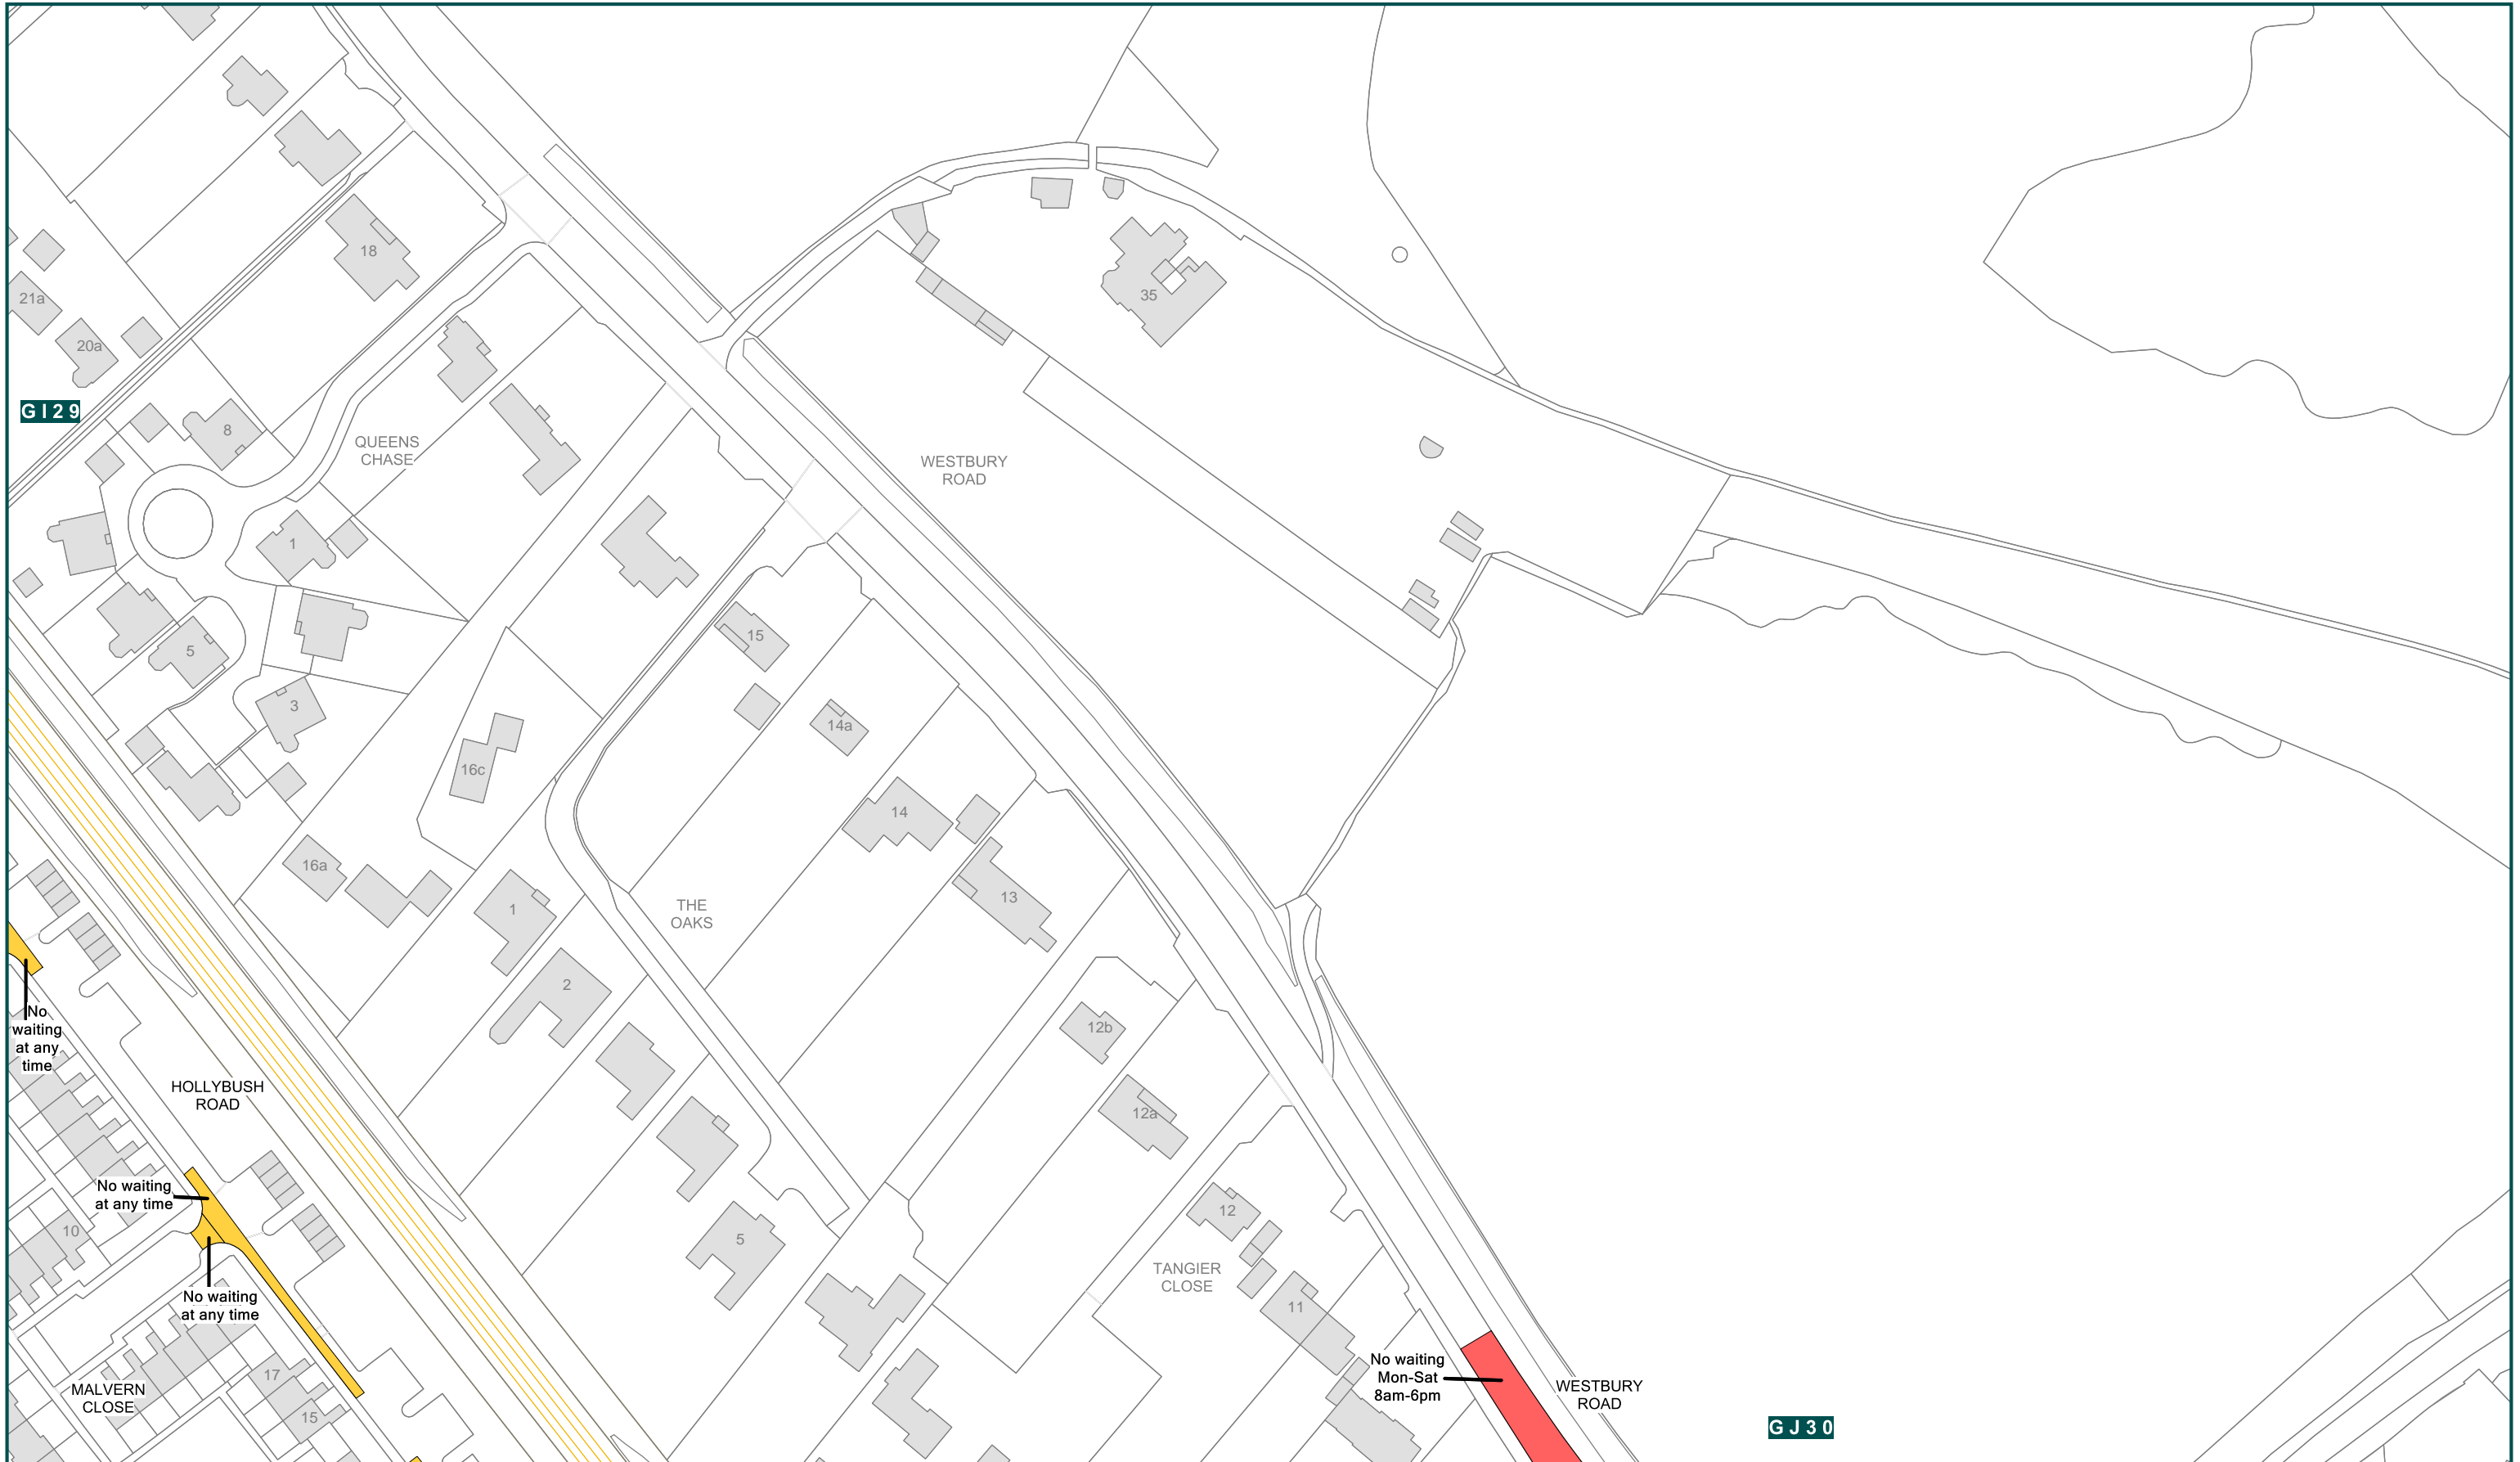 18
21a
20a
35
G I 2 9
8
QUEENS
CHASE
WESTBURY
ROAD
1
15
5
3
14a
16c
14
16a
13
1
THE
OAKS
2
No
waiting
at any
time
12b
HOLLYBUSH
ROAD
12a
No waiting
at any time
12
10
5
TANGIER
CLOSE
No waiting
at any time
11
17
No waiting
Mon-Sat
8am-6pm
MALVERN
CLOSE
WESTBURY
ROAD
15
G J 3 0